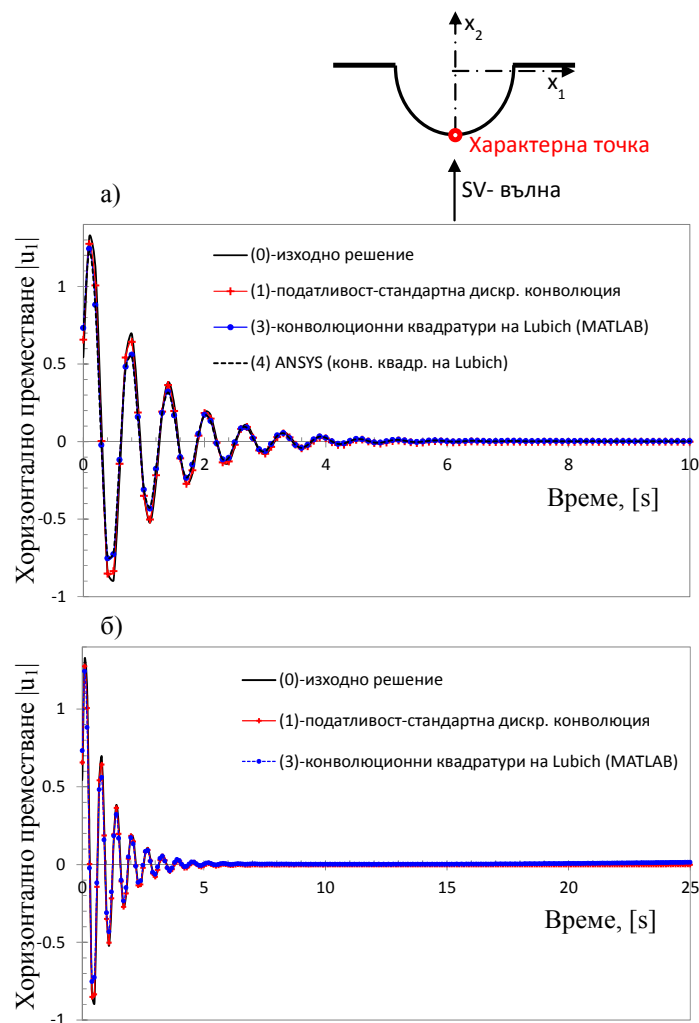 x2
x1
Характерна точка
SV- вълна
а)
Хоризонтално преместване |u1|
1
0.5
0
-0.5
-1
0
2
4
6
8
10
(0)-изходно решение
(1)-податливост-стандартна дискр. конволюция
(3)-конволюционни квадратури на Lubich (MATLAB)
(4) ANSYS (конв. квадр. на Lubich)
Време, [s]
б)
Хоризонтално преместване |u1|
1
0.5
0
-0.5
-1
0
5
10
15
20
25
(0)-изходно решение
(1)-податливост-стандартна дискр. конволюция
(3)-конволюционни квадратури на Lubich (MATLAB)
Време, [s]